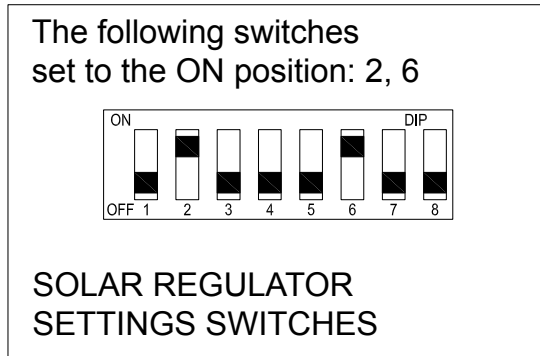 The following switches
set to the ON position: 2, 6
ON DIP
OFF 1 2 3 4 5 6 7 8
SOLAR REGULATOR
SETTINGS SWITCHES